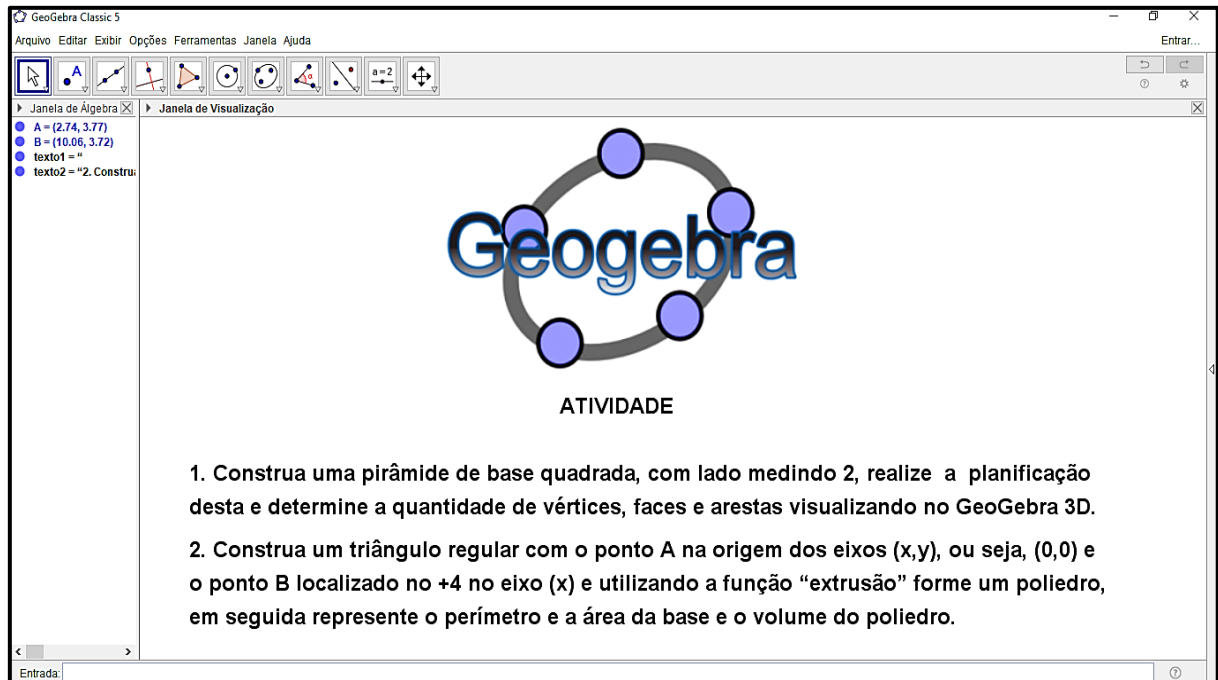 GeoGebra Classic 5
Arquivo Editar Exibir Opções Ferramentas Janela Ajuda
Entrar...
A
α
a=2
Janela de Álgebra
Janela de Visualização
A = (2.74, 3.77)
B = (10.06, 3.72)
texto1 = “
texto2 = “2. Constru
Geogebra
ATIVIDADE
1. Construa uma pirâmide de base quadrada, com lado medindo 2, realize a planificação
desta e determine a quantidade de vértices, faces e arestas visualizando no GeoGebra 3D.
2. Construa um triângulo regular com o ponto A na origem dos eixos (x,y), ou seja, (0,0) e
o ponto B localizado no +4 no eixo (x) e utilizando a função “extrusão” forme um poliedro,
em seguida represente o perímetro e a área da base e o volume do poliedro.
Entrada: